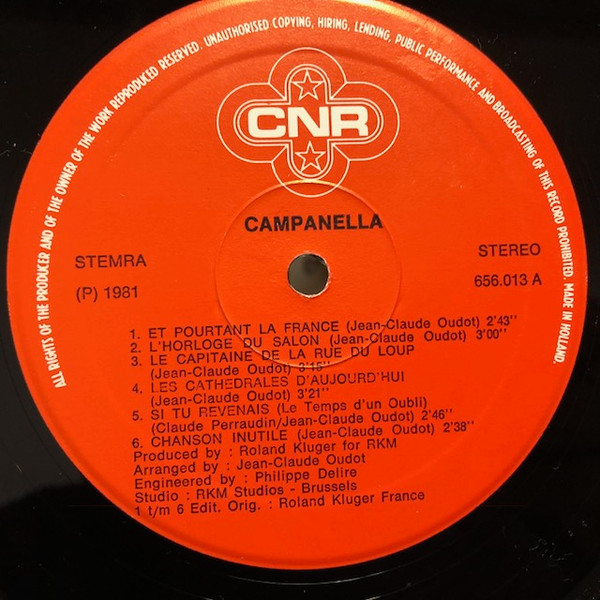 ALL RIGHTS OF THE PRODUCER AND OF THE OWNER OF THE WORK REPRODUCED RESERVED. UNAUTHORISED COPYING, HIRING, LENDING, PUBLIC PERFORMANCE AND BROADCASTING OF THIS RECORD PROHIBITED. MADE IN HOLLAND.
CNR
CAMPANELLA
STEMRA
(P) 1981
STEREO
656.013 A
1. ET POURTANT LA FRANCE (Jean-Claude Oudot) 2'43''
2. L'HORLOGE DU SALON (Jean-Claude Oudot) 3'00''
3. LE CAPITAINE DE LA RUE DU LOUP
(Jean-Claude Oudot) 3'15''
4. LES CATHEDRALES D'AUJOURD'HUI
(Jean-Claude Oudot) 3'21''
5. SI TU REVENAIS (Le Temps d'un Oubli)
(Claude Perraudin/Jean-Claude Oudot) 2'46''
6. CHANSON INUTILE (Jean-Claude Oudot) 2'38''
Produced by : Roland Kluger for RKM
Arranged by : Jean-Claude Oudot
Engineered by : Philippe Delire
Studio : RKM Studios - Brussels
1 t/m 6 Edit. Orig. : Roland Kluger France